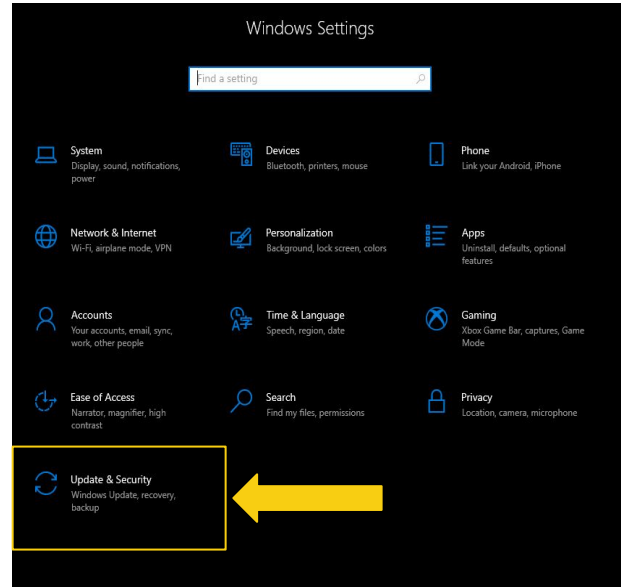 Windows Settings
Find a setting
System
Display, sound, notifications,
power
Devices
Bluetooth, printers, mouse
Phone
Link your Android, iPhone
Network & Internet
Wi-Fi, airplane mode, VPN
Personalization
Background, lock screen, colors
Apps
Uninstall, defaults, optional
features
Accounts
Your accounts, email, sync,
work, other people
Time & Language
Speech, region, date
Gaming
Xbox Game Bar, captures, Game
Mode
Ease of Access
Narrator, magnifier, high
contrast
Search
Find my files, permissions
Privacy
Location, camera, microphone
Update & Security
Windows Update, recovery,
backup